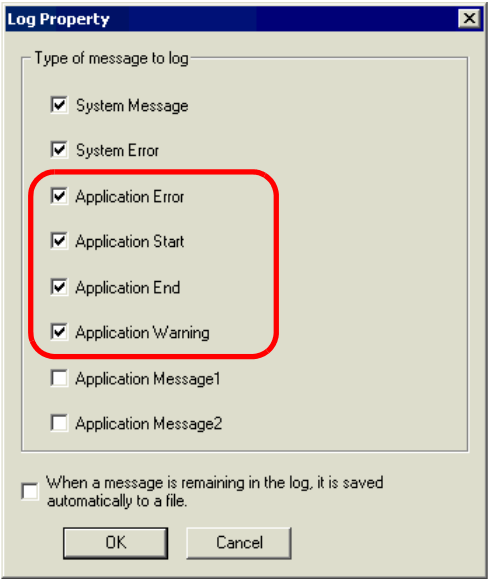 Log Property
Type of message to log
System Message
System Error
Application Error
Application Start
Application End
Application Warning
Application Message1
Application Message2
When a message is remaining in the log, it is saved
automatically to a file.
OK Cancel